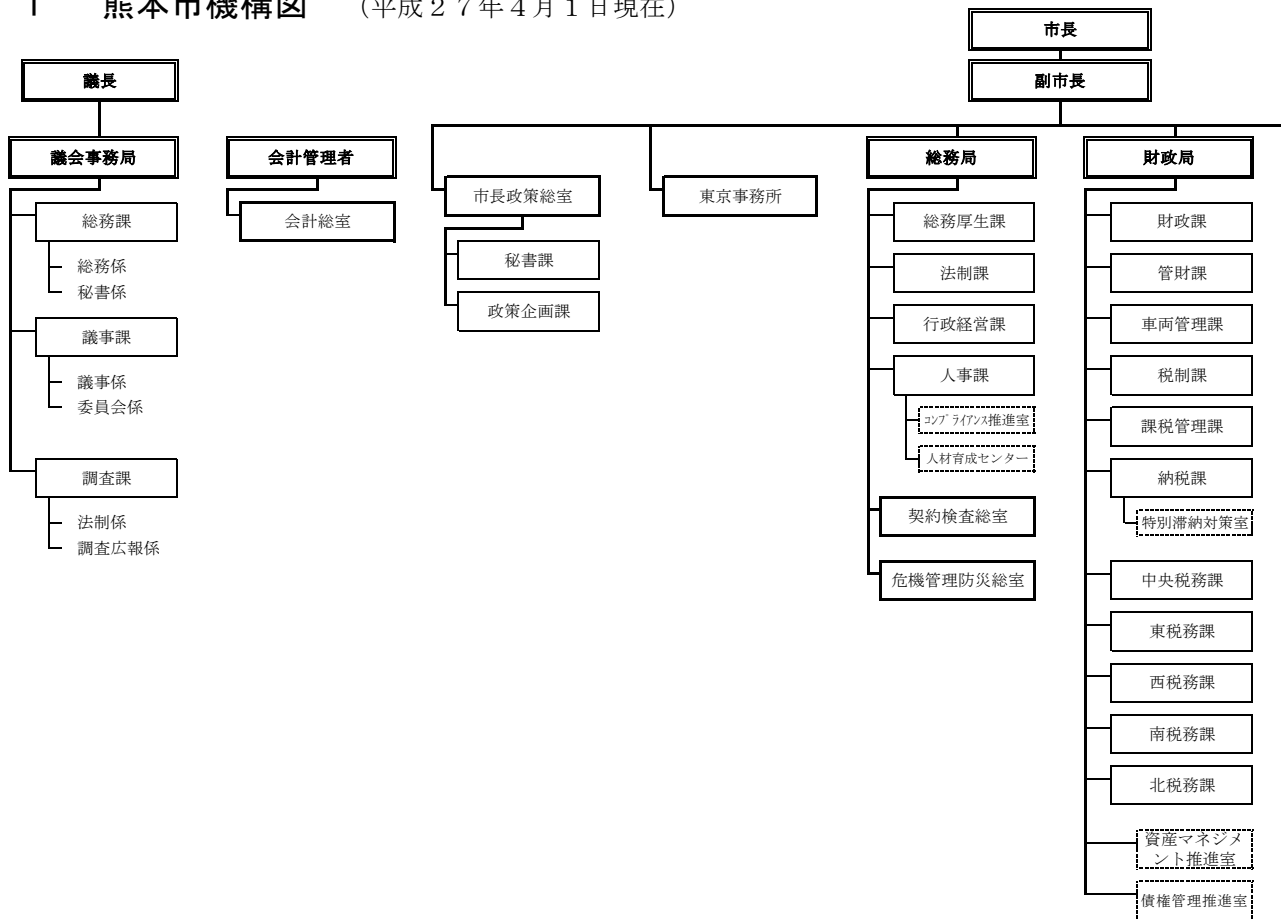 1 熊本市機構図 （平成２７年４月１日現在）
市長
副市長
議長
議会事務局
総務課
総務係
秘書係
議事課
議事係
委員会係
調査課
法制係
調査広報係
会計管理者
会計総室
市長政策総室
秘書課
政策企画課
東京事務所
総務局
総務厚生課
法制課
行政経営課
人事課
ｺﾝﾌﾟﾗｲｱﾝｽ推進室
人材育成センター
契約検査総室
危機管理防災総室
財政局
財政課
管財課
車両管理課
税制課
課税管理課
納税課
特別滞納対策室
中央税務課
東税務課
西税務課
南税務課
北税務課
資産マネジメ
ント推進室
債権管理推進室